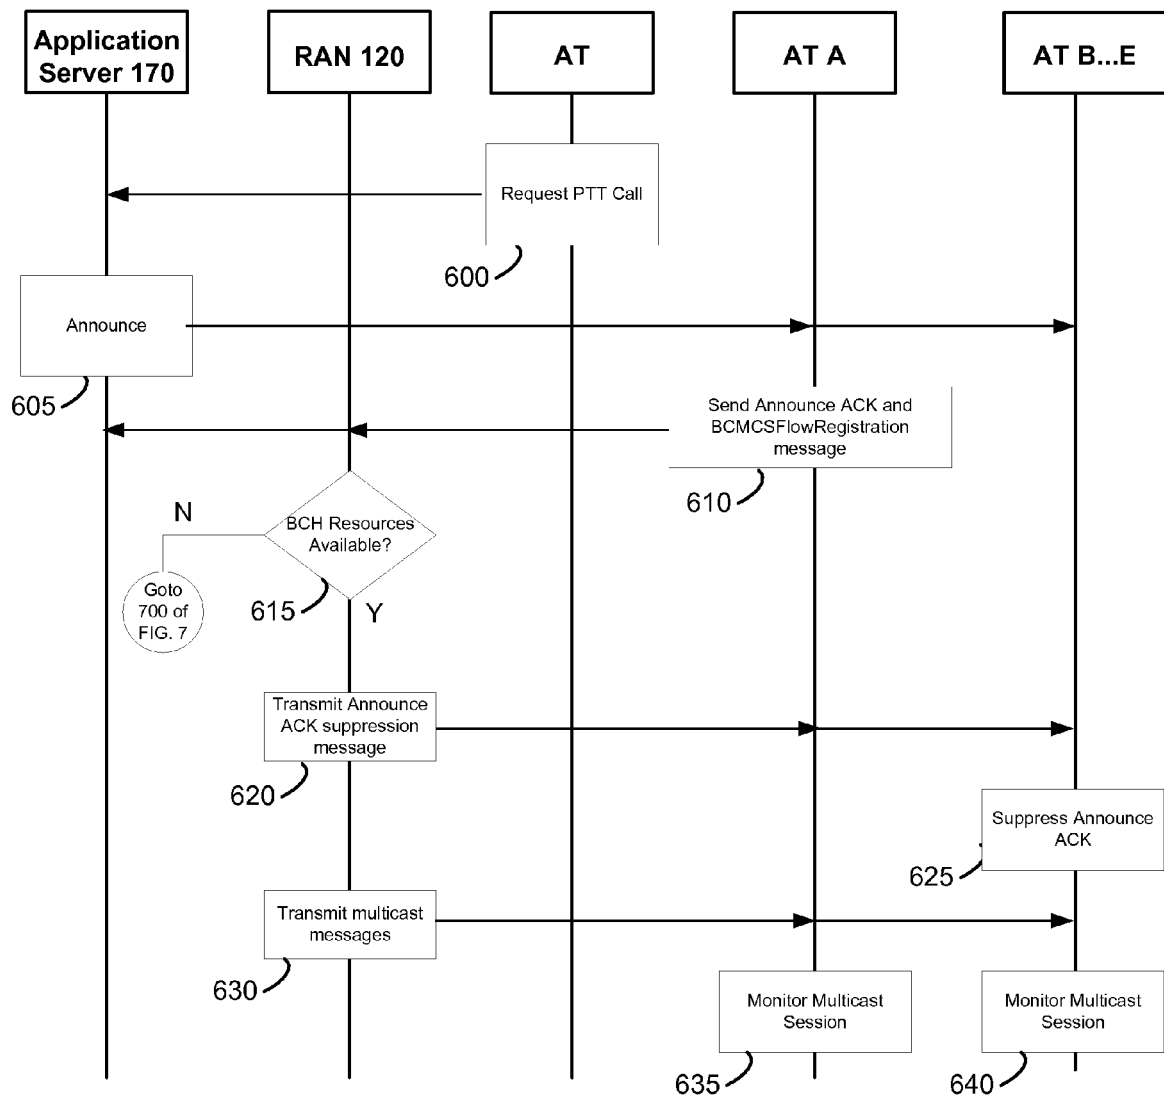 Application
Server 170
RAN 120
AT
AT A
AT B...E
Request PTT Call
600
Announce
605
Send Announce ACK and
BCMCSFlowRegistration
message
610
BCH Resources
Available?
N
Goto
700 of
FIG. 7
615
Y
Transmit Announce
ACK suppression
message
620
Suppress Announce
ACK
625
Transmit multicast
messages
630
Monitor Multicast
Session
635
Monitor Multicast
Session
640